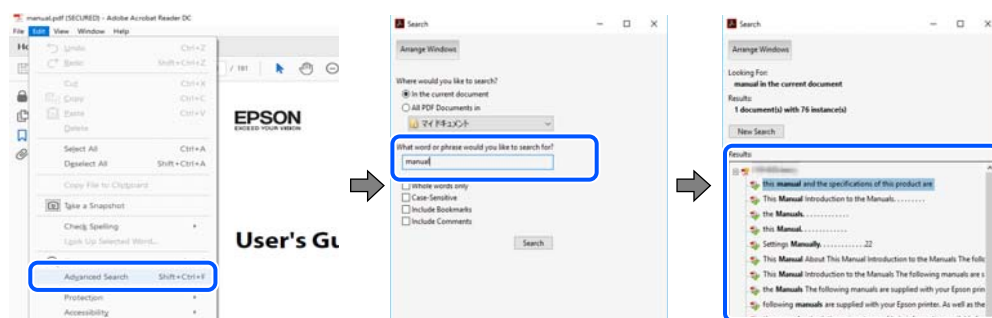 manual.pdf (SECURED) - Adobe Acrobat Reader DC
File Edit View Window Help
Undo Ctrl+Z
Redo Shift+Ctrl+Z
Cut Ctrl+X
Copy Ctrl+C
Paste Ctrl+V
Delete
Select All Ctrl+A
Deselect All Shift+Ctrl+A
Copy File to Clipboard
Take a Snapshot
Check Spelling
Look Up Selected Word...
Advanced Search Shift+Ctrl+F
Protection
Accessibility
/ 181
EPSON
EXCEED YOUR VISION
User's Gu
Search
Arrange Windows
Where would you like to search?
In the current document
All PDF Documents in
マイ ドキュメント
What word or phrase would you like to search for?
manual
Whole words only
Case-Sensitive
Include Bookmarks
Include Comments
Search
Search
Arrange Windows
Looking For:
manual in the current document
Results:
1 document(s) with 76 instance(s)
New Search
Results:
this manual and the specifications of this product are
This Manual Introduction to the Manuals. . . . . . . .
the Manuals. . . . . . . . . . . .
this Manual. . . . . . . . . . . .
Settings Manually. . . . . . . . . . . .22
This Manual About This Manual Introduction to the Manuals The follo
This Manual Introduction to the Manuals The following manuals are s
the Manuals The following manuals are supplied with your Epson prin
following manuals are supplied with your Epson printer. As well as the